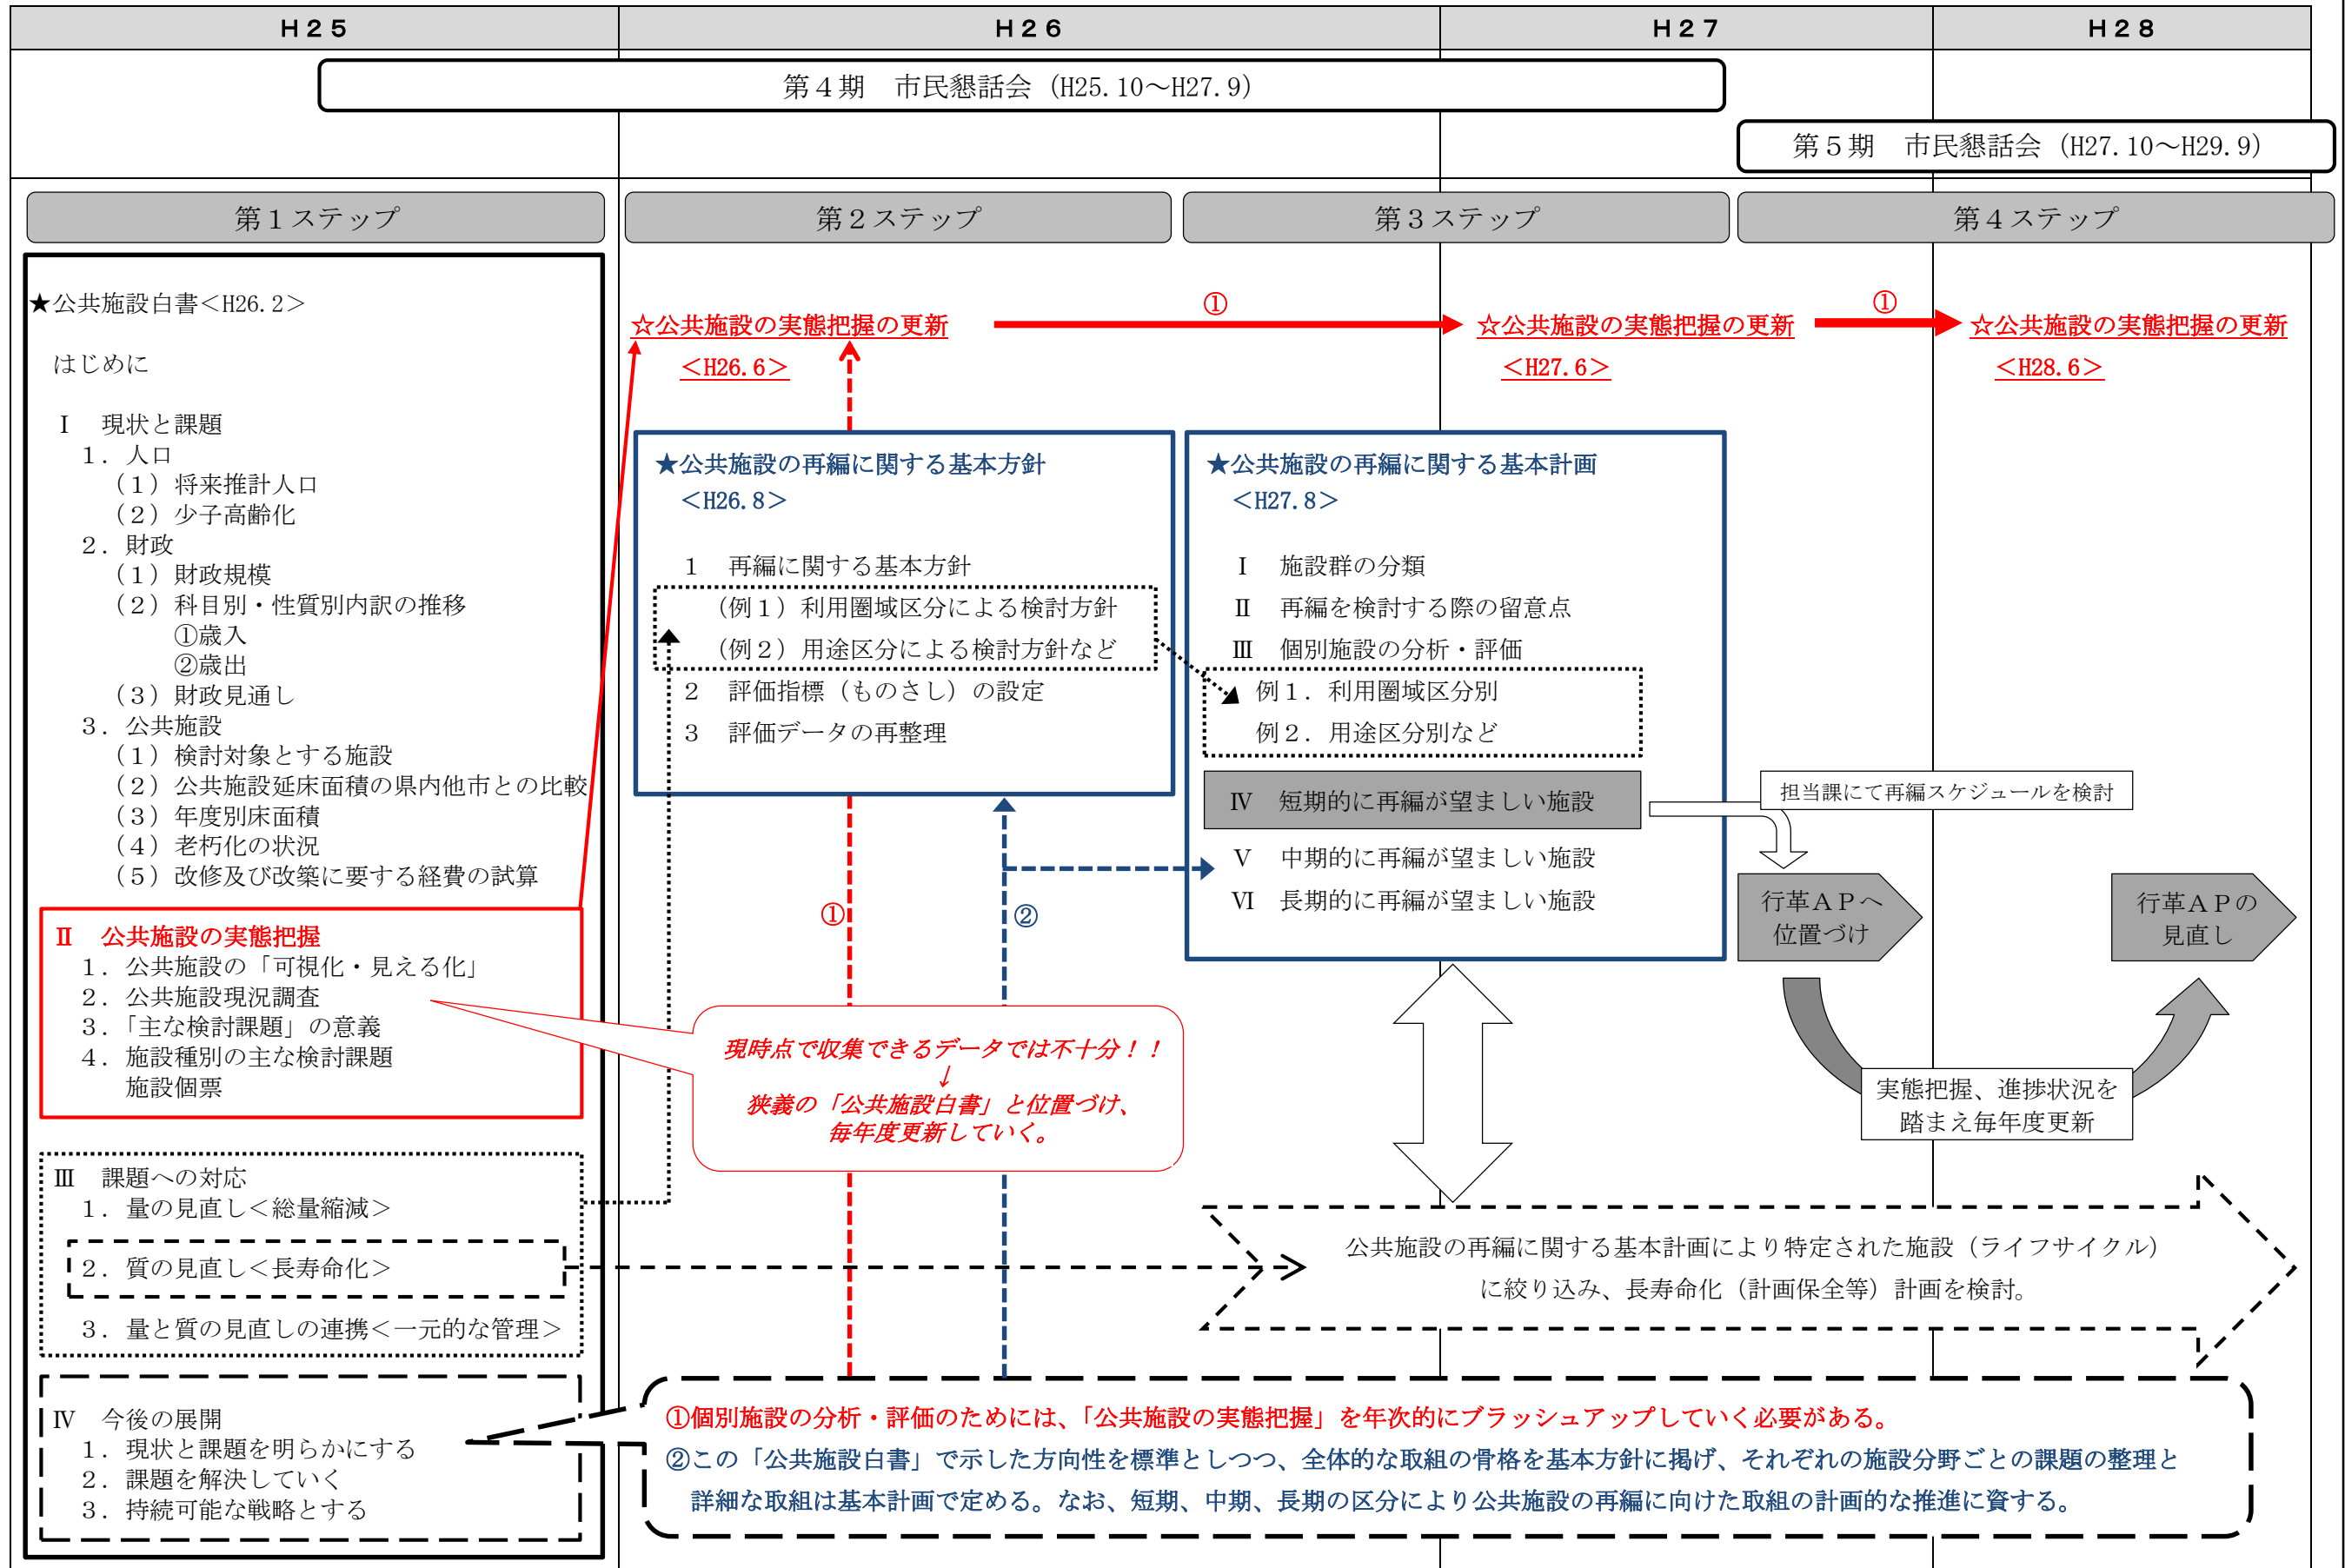 Ｈ２５
Ｈ２６
Ｈ２７
Ｈ２８
第４期　市民懇話会（H25.10～H27.9）
第５期　市民懇話会（H27.10～H29.9）
第１ステップ
第２ステップ
第３ステップ
第４ステップ
★公共施設白書＜H26.2＞
はじめに
Ⅰ　現状と課題
１．人口
（１）将来推計人口
（２）少子高齢化
２．財政
（１）財政規模
（２）科目別・性質別内訳の推移
①歳入
②歳出
（３）財政見通し
３．公共施設
（１）検討対象とする施設
（２）公共施設延床面積の県内他市との比較
（３）年度別床面積
（４）老朽化の状況
（５）改修及び改築に要する経費の試算
Ⅱ　公共施設の実態把握
１．公共施設の「可視化・見える化」
２．公共施設現況調査
３．「主な検討課題」の意義
４．施設種別の主な検討課題
施設個票
Ⅲ　課題への対応
１．量の見直し＜総量縮減＞
２．質の見直し＜長寿命化＞
３．量と質の見直しの連携＜一元的な管理＞
Ⅳ　今後の展開
１．現状と課題を明らかにする
２．課題を解決していく
３．持続可能な戦略とする
☆公共施設の実態把握の更新
＜H26.6＞
①
☆公共施設の実態把握の更新
＜H27.6＞
①
☆公共施設の実態把握の更新
＜H28.6＞
★公共施設の再編に関する基本方針
＜H26.8＞
１　再編に関する基本方針
（例１）利用圏域区分による検討方針
（例２）用途区分による検討方針など
２　評価指標（ものさし）の設定
３　評価データの再整理
★公共施設の再編に関する基本計画
＜H27.8＞
Ⅰ　施設群の分類
Ⅱ　再編を検討する際の留意点
Ⅲ　個別施設の分析・評価
例１．利用圏域区分別
例２．用途区分別など
Ⅳ　短期的に再編が望ましい施設
Ⅴ　中期的に再編が望ましい施設
Ⅵ　長期的に再編が望ましい施設
担当課にて再編スケジュールを検討
行革ＡＰへ
位置づけ
行革ＡＰの
見直し
実態把握、進捗状況を
踏まえ毎年度更新
①
②
現時点で収集できるデータでは不十分！！
↓
狭義の「公共施設白書」と位置づけ、
毎年度更新していく。
公共施設の再編に関する基本計画により特定された施設（ライフサイクル）
に絞り込み、長寿命化（計画保全等）計画を検討。
①個別施設の分析・評価のためには、「公共施設の実態把握」を年次的にブラッシュアップしていく必要がある。
②この「公共施設白書」で示した方向性を標準としつつ、全体的な取組の骨格を基本方針に掲げ、それぞれの施設分野ごとの課題の整理と
詳細な取組は基本計画で定める。なお、短期、中期、長期の区分により公共施設の再編に向けた取組の計画的な推進に資する。